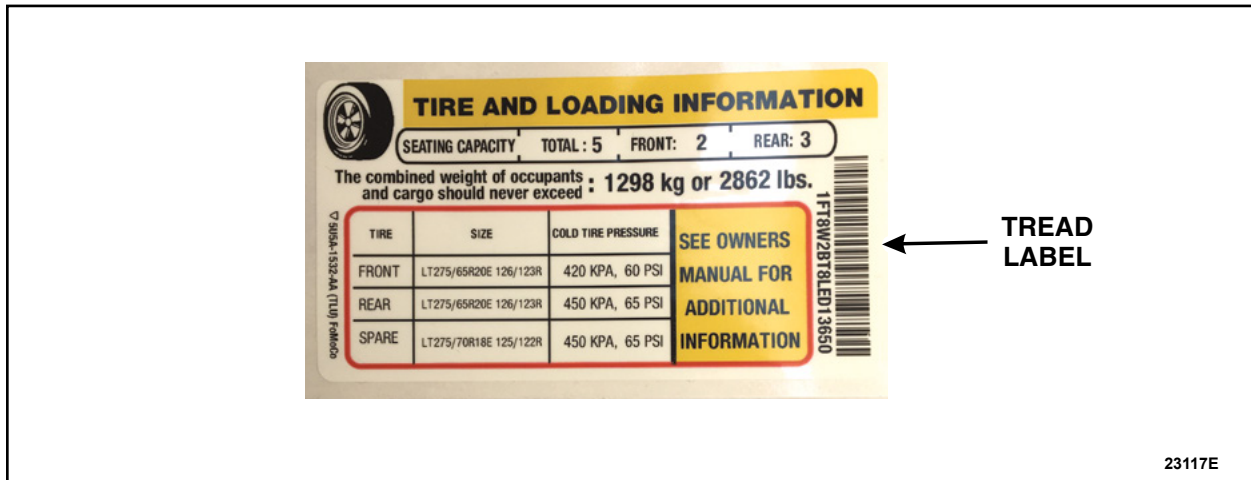 TIRE AND LOADING INFORMATION
SEATING CAPACITY TOTAL : 5 FRONT: 2 REAR: 3
The combined weight of occupants
and cargo should never exceed : 1298 kg or 2862 lbs.
TIRE SIZE COLD TIRE PRESSURE
FRONT LT275/65R20E 126/123R 420 KPA, 60 PSI
REAR LT275/65R20E 126/123R 450 KPA, 65 PSI
SPARE LT275/70R18E 125/122R 450 KPA, 65 PSI
SEE OWNERS
MANUAL FOR
ADDITIONAL
INFORMATION
5U5A-1532-AA (TLU) FoMoCo
1FT8W2BT8LED13650
TREAD
LABEL
23117E